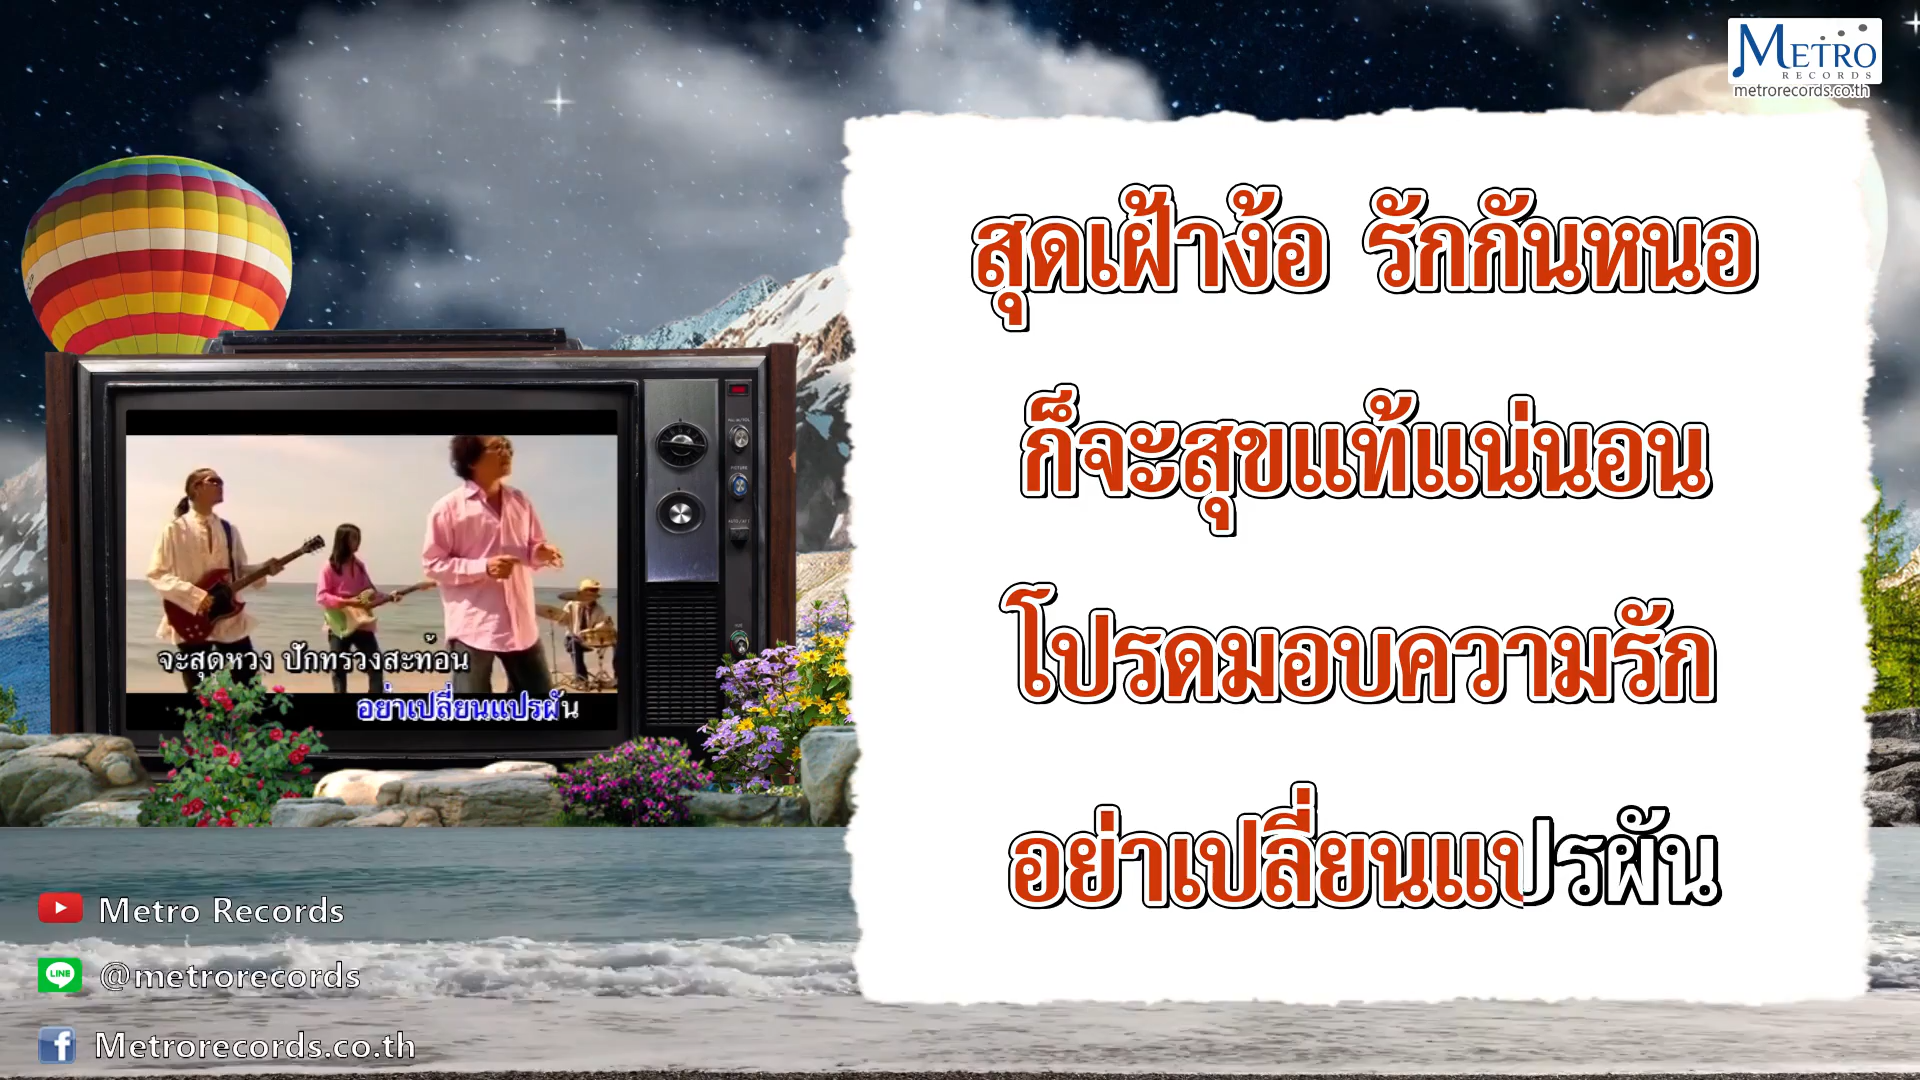 METRO
RECORDS
metrorecords.co.th
สุดเฝ้าง้อ รักกันหนอ
ก็จะสุขแท้แน่นอน
โปรดมอบความรัก
อย่าเปลี่ยนแปรผัน
จะสุดหวง ปักทรวงสะท้อน
อย่าเปลี่ยนแปรผัน
Metro Records
LINE
@metrorecords
Metrorecords.co.th